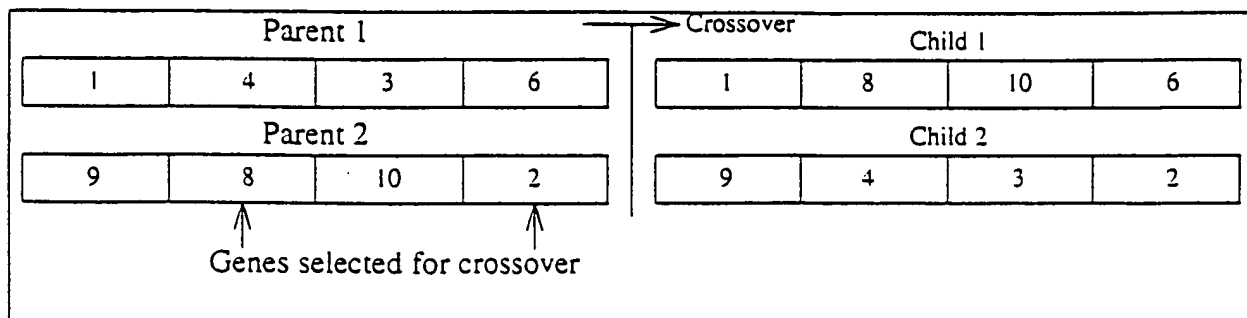 Parent 1
1 4 3 6
Parent 2
9 8 10 2
Genes selected for crossover
Crossover
Child 1
1 8 10 6
Child 2
9 4 3 2